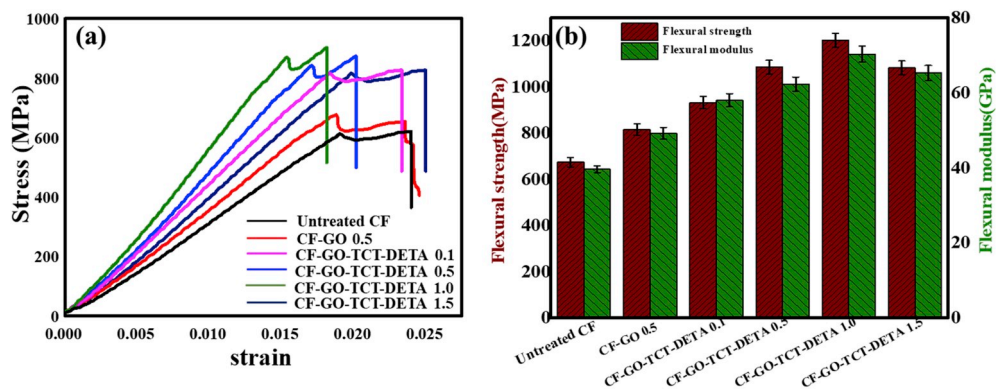 (a)
1000
800
600
400
200
0
Stress (MPa)
Untreated CF
CF-GO 0.5
CF-GO-TCT-DETA 0.1
CF-GO-TCT-DETA 0.5
CF-GO-TCT-DETA 1.0
CF-GO-TCT-DETA 1.5
0.000 0.005 0.010 0.015 0.020 0.025
strain
(b)
Flexural strength
Flexural modulus
1200
1000
800
600
400
200
0
Flexural strength(MPa)
80
60
40
20
0
Flexural modulus(GPa)
Untreated CF
CF-GO 0.5
CF-GO-TCT-DETA 0.1
CF-GO-TCT-DETA 0.5
CF-GO-TCT-DETA 1.0
CF-GO-TCT-DETA 1.5